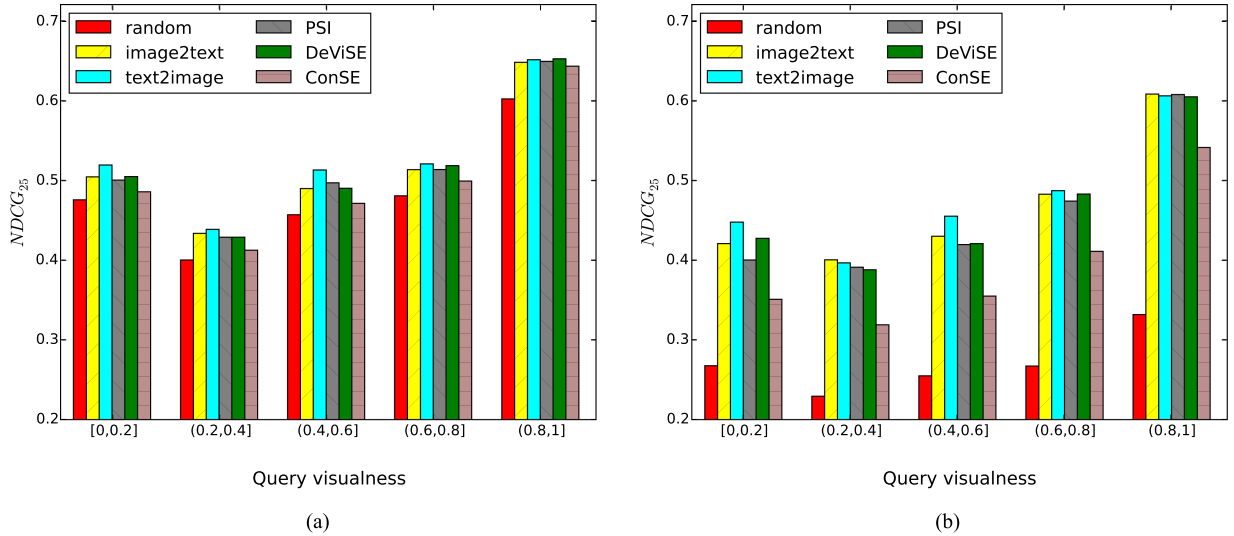 0.7
0.6
0.5
0.4
0.3
0.2
NDCG25
random
image2text
text2image
PSI
DeViSE
ConSE
[0,0.2]
(0.2,0.4]
(0.4,0.6]
(0.6,0.8]
(0.8,1]
Query visualness
(a)
0.7
0.6
0.5
0.4
0.3
0.2
NDCG25
random
image2text
text2image
PSI
DeViSE
ConSE
[0,0.2]
(0.2,0.4]
(0.4,0.6]
(0.6,0.8]
(0.8,1]
Query visualness
(b)